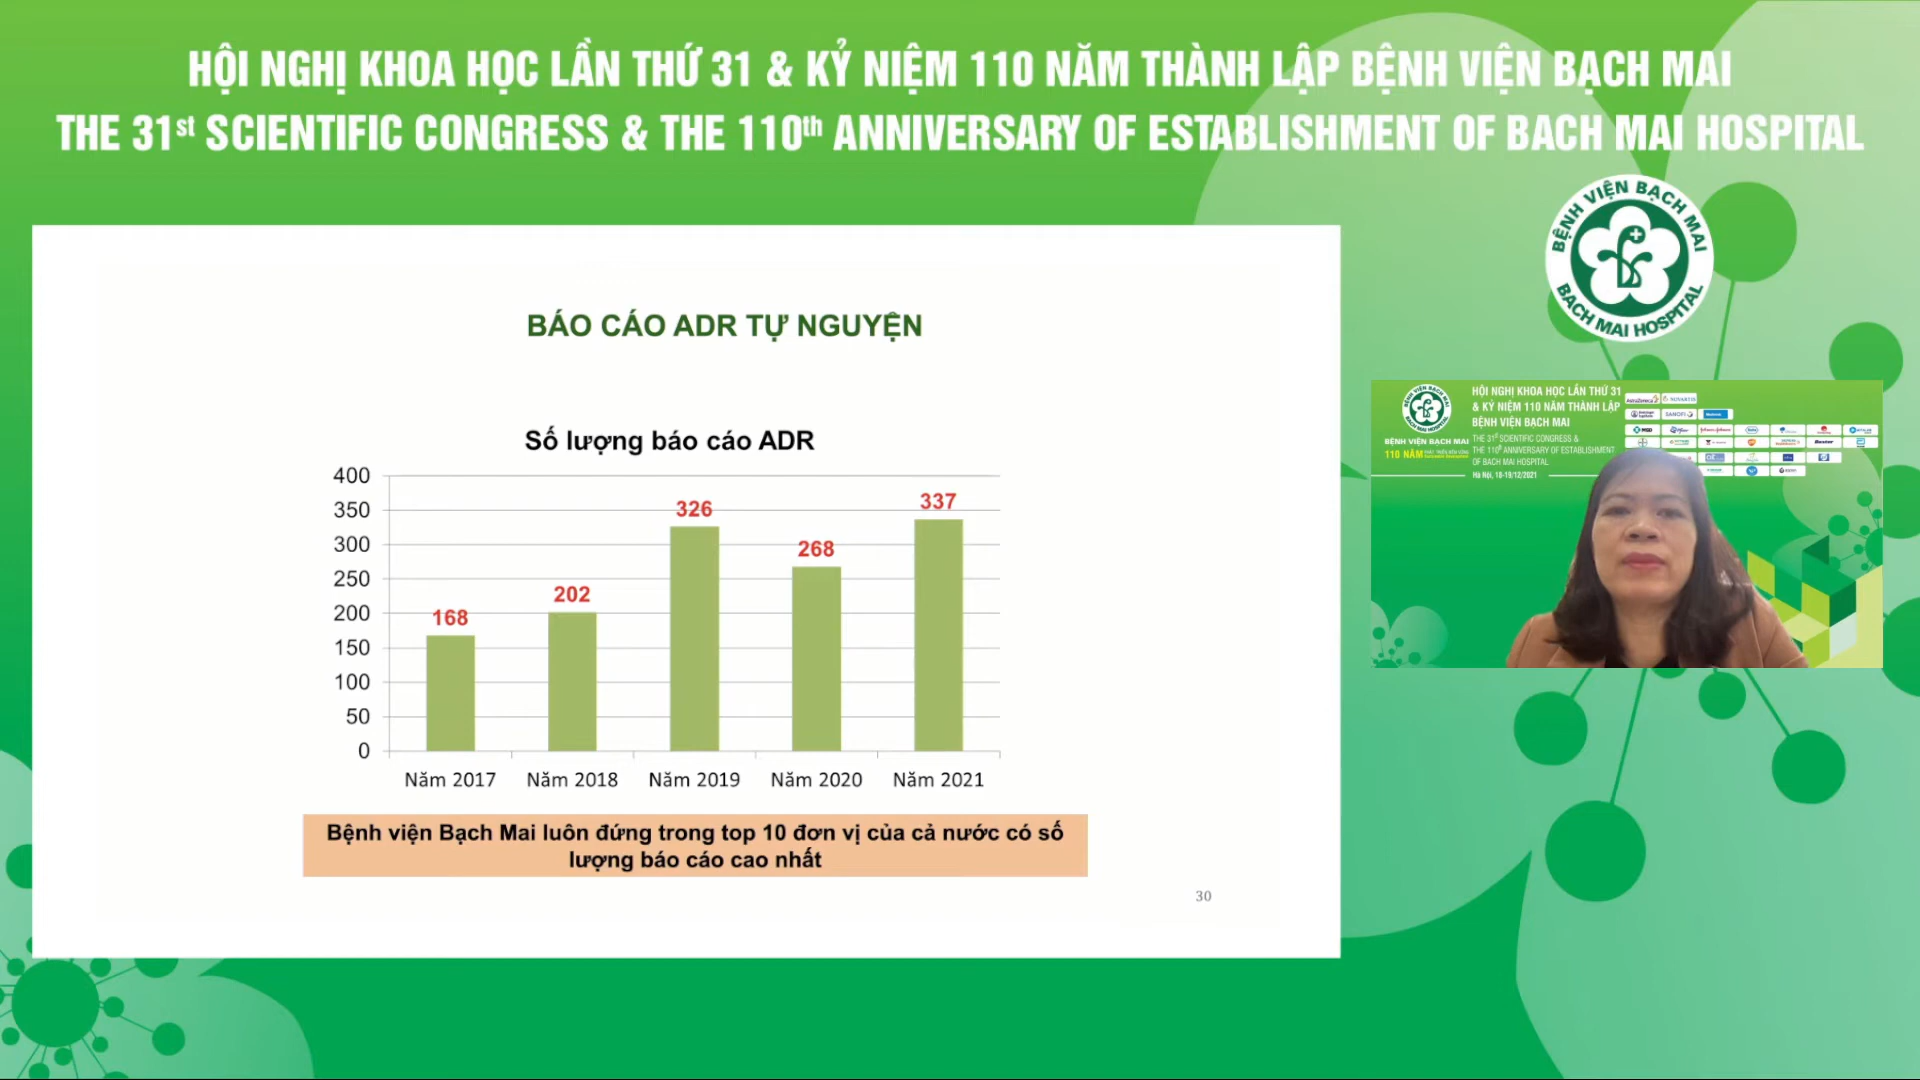 HỘI NGHỊ KHOA HỌC LẦN THỨ 31 & KỶ NIỆM 110 NĂM THÀNH LẬP BỆNH VIỆN BẠCH MAI
THE 31st SCIENTIFIC CONGRESS & THE 110th ANNIVERSARY OF ESTABLISHMENT OF BACH MAI HOSPITAL
BỆNH VIỆN BẠCH MAI
BACH MAI HOSPITAL
BÁO CÁO ADR TỰ NGUYỆN
Số lượng báo cáo ADR
400
350
300
250
200
150
100
50
0
168
202
326
268
337
Năm 2017
Năm 2018
Năm 2019
Năm 2020
Năm 2021
Bệnh viện Bạch Mai luôn đứng trong top 10 đơn vị của cả nước có số
lượng báo cáo cao nhất
30
HỘI NGHỊ KHOA HỌC LẦN THỨ 31
& KỶ NIỆM 110 NĂM THÀNH LẬP
BỆNH VIỆN BẠCH MAI
THE 31st SCIENTIFIC CONGRESS &
THE 110th ANNIVERSARY OF ESTABLISHMENT
OF BACH MAI HOSPITAL
Hà Nội, 18-19/12/2021
BỆNH VIỆN BẠCH MAI
110 NĂM
AstraZeneca
NOVARTIS
SANOFI
MSD
Pfizer
Baxter